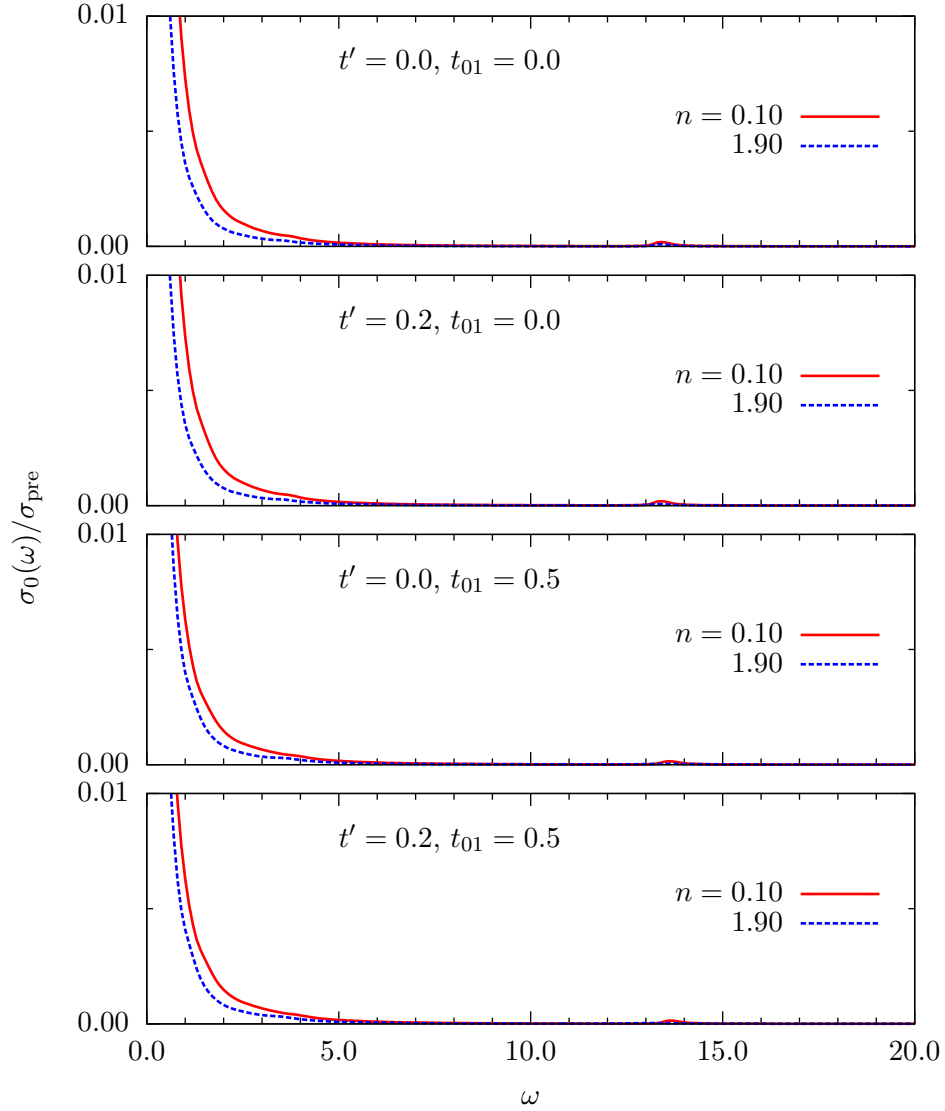 0.01
t′ = 0.0, t₀₁ = 0.0
n = 0.10
1.90
0.00
0.01
t′ = 0.2, t₀₁ = 0.0
n = 0.10
1.90
0.00
σ₀(ω)/σ_pre
0.01
t′ = 0.0, t₀₁ = 0.5
n = 0.10
1.90
0.00
0.01
t′ = 0.2, t₀₁ = 0.5
n = 0.10
1.90
0.00
0.0 5.0 10.0 15.0 20.0
ω